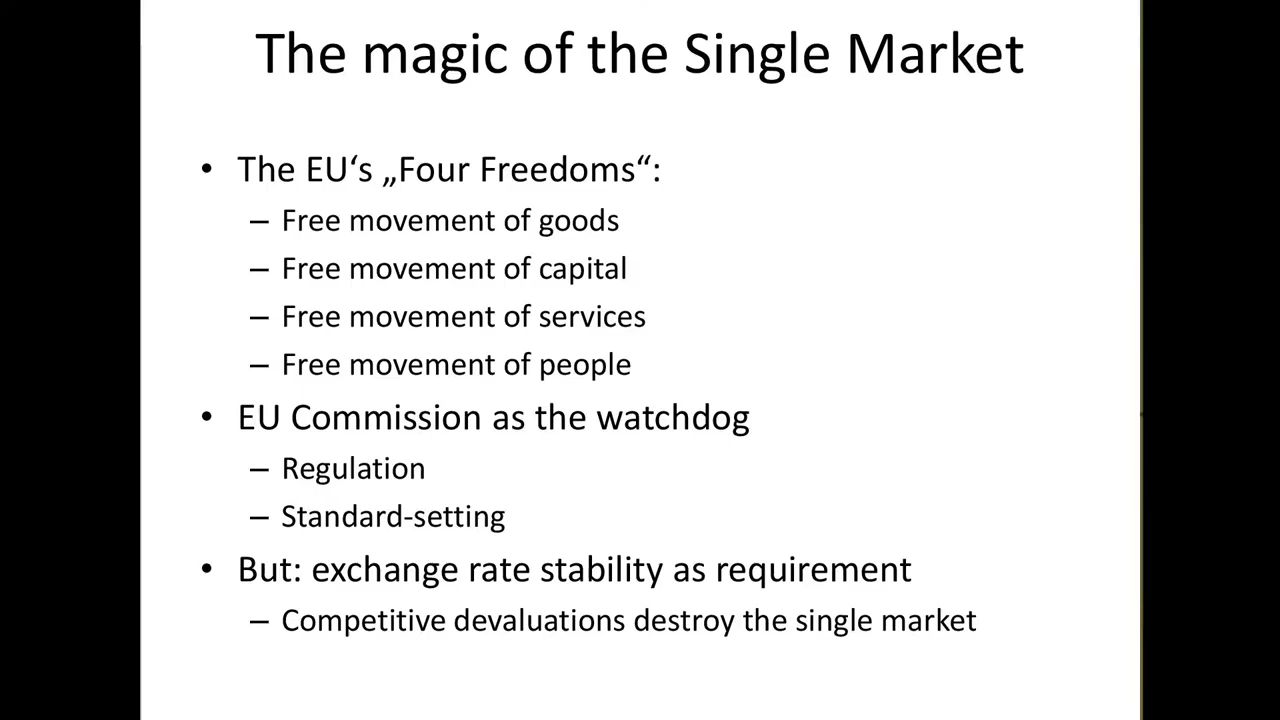 The magic of the Single Market
• The EU‘s „Four Freedoms“:
– Free movement of goods
– Free movement of capital
– Free movement of services
– Free movement of people
• EU Commission as the watchdog
– Regulation
– Standard-setting
• But: exchange rate stability as requirement
– Competitive devaluations destroy the single market